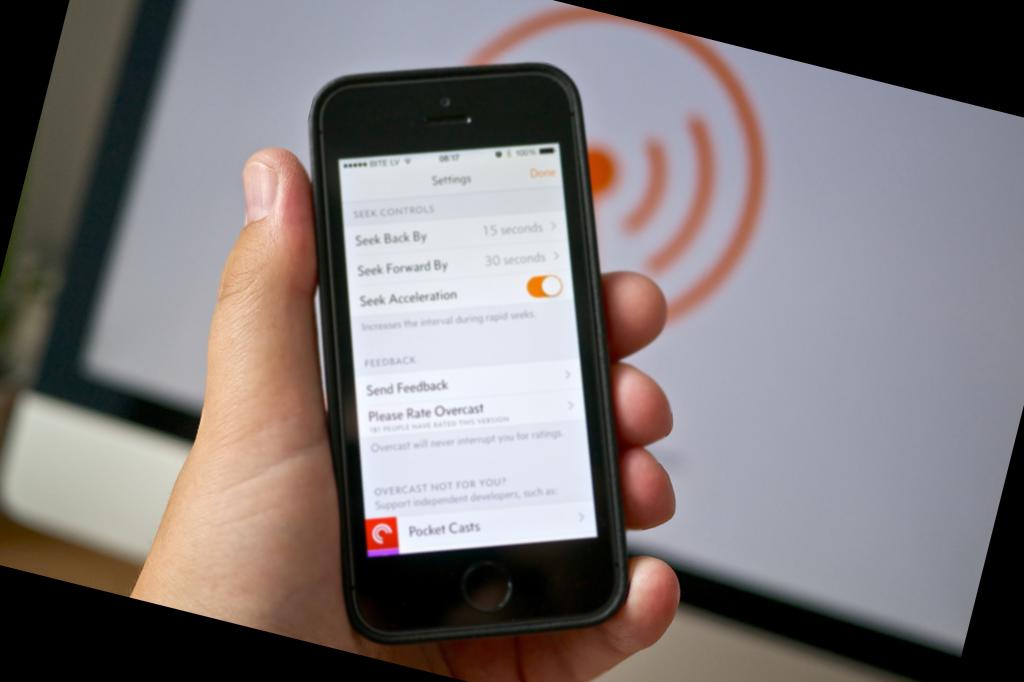 BITE LV 08:17 100%
Settings Done
SEEK CONTROLS
Seek Back By 15 seconds
Seek Forward By 30 seconds
Seek Acceleration
Increases the interval during rapid seeks.
FEEDBACK
Send Feedback
Please Rate Overcast
181 PEOPLE HAVE RATED THIS VERSION
Overcast will never interrupt you for ratings.
OVERCAST NOT FOR YOU?
Support independent developers, such as:
Pocket Casts